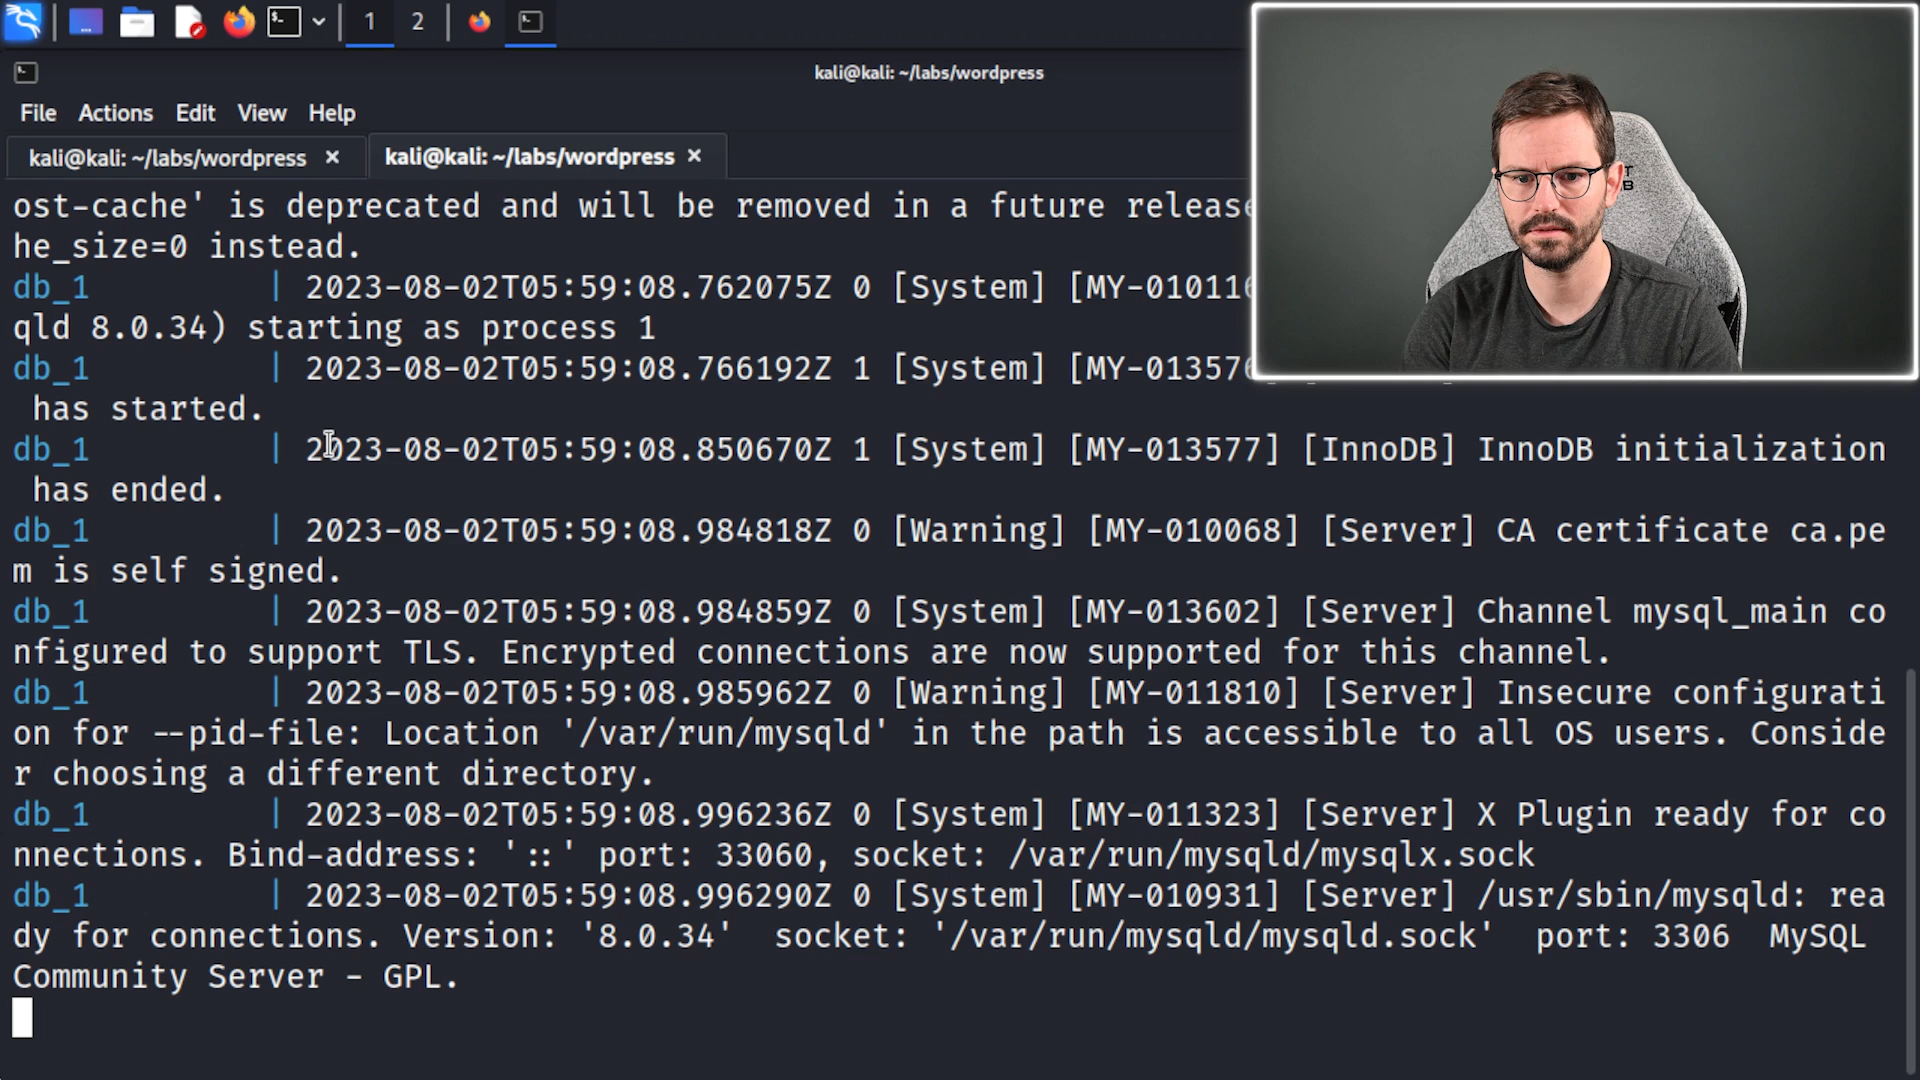 1 2
kali@kali: ~/labs/wordpress
File Actions Edit View Help
kali@kali: ~/labs/wordpress × kali@kali: ~/labs/wordpress ×
ost-cache' is deprecated and will be removed in a future release
he_size=0 instead.
db_1 | 2023-08-02T05:59:08.762075Z 0 [System] [MY-010116
qld 8.0.34) starting as process 1
db_1 | 2023-08-02T05:59:08.766192Z 1 [System] [MY-013576
has started.
db_1 | 2023-08-02T05:59:08.850670Z 1 [System] [MY-013577] [InnoDB] InnoDB initialization
has ended.
db_1 | 2023-08-02T05:59:08.984818Z 0 [Warning] [MY-010068] [Server] CA certificate ca.pe
m is self signed.
db_1 | 2023-08-02T05:59:08.984859Z 0 [System] [MY-013602] [Server] Channel mysql_main co
nfigured to support TLS. Encrypted connections are now supported for this channel.
db_1 | 2023-08-02T05:59:08.985962Z 0 [Warning] [MY-011810] [Server] Insecure configurati
on for --pid-file: Location '/var/run/mysqld' in the path is accessible to all OS users. Conside
r choosing a different directory.
db_1 | 2023-08-02T05:59:08.996236Z 0 [System] [MY-011323] [Server] X Plugin ready for co
nnections. Bind-address: '::' port: 33060, socket: /var/run/mysqld/mysqlx.sock
db_1 | 2023-08-02T05:59:08.996290Z 0 [System] [MY-010931] [Server] /usr/sbin/mysqld: rea
dy for connections. Version: '8.0.34' socket: '/var/run/mysqld/mysqld.sock' port: 3306 MySQL
Community Server - GPL.